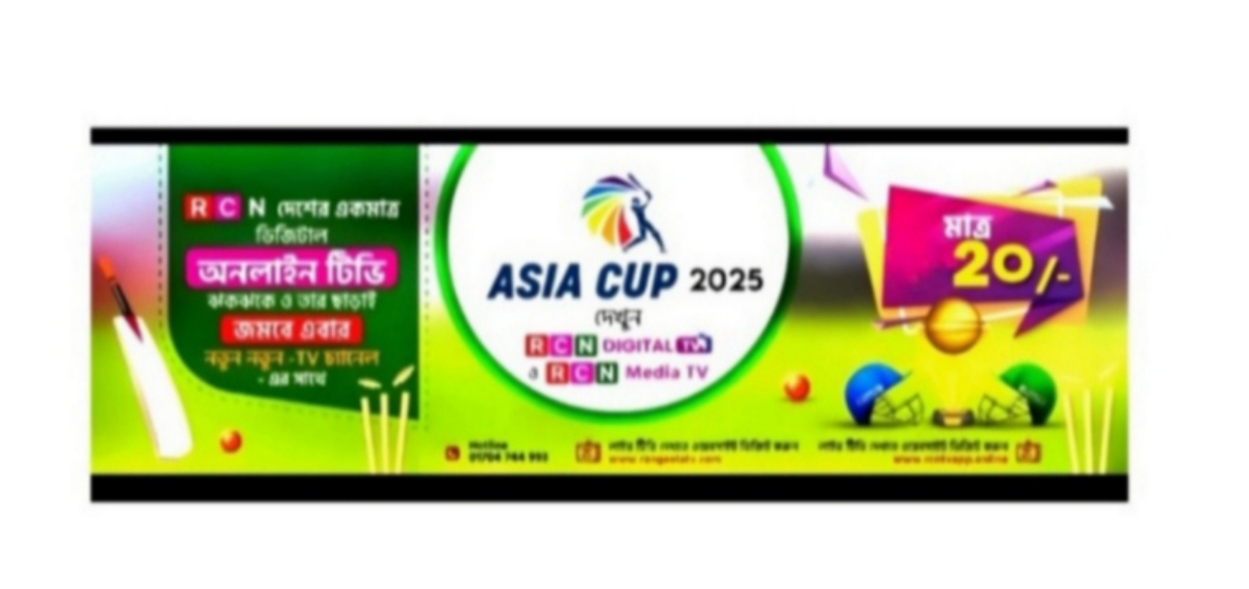 RCN দেশের একমাত্র
ডিজিটাল
অনলাইন টিভি
ঝকঝকে ও তার ছাড়াই
জমবে এবার
নতুন নতুন -TV চ্যানেল
- এর সাথে
ASIA CUP 2025
দেখুন
RCN DIGITAL TV
ও RCN Media TV
মাত্র
20/-
Hotline